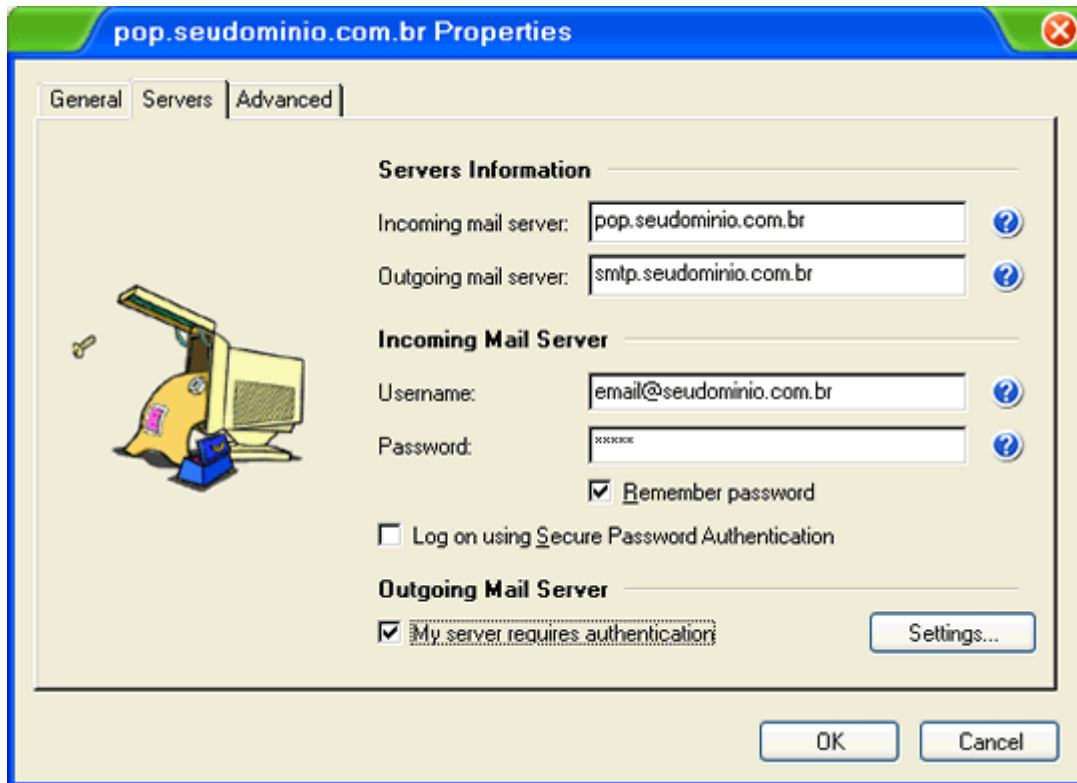 pop.seudominio.com.br Properties
General Servers Advanced
Servers Information
Incoming mail server: pop.seudominio.com.br
Outgoing mail server: smtp.seudominio.com.br
Incoming Mail Server
Username: email@seudominio.com.br
Password: *****
Remember password
Log on using Secure Password Authentication
Outgoing Mail Server
My server requires authentication Settings...
OK Cancel